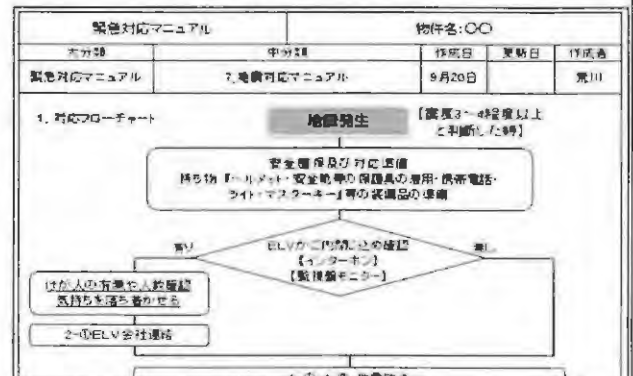 緊急対応マニュアル 物件名:〇〇
大分類 中分類 作成日 更新日 作成者
緊急対応マニュアル 7.地震対応マニュアル 9月20日 荒川
1. 対応フローチャート 地震発生 【震度3~4程度以上
と判断した時】
安全確保及び対応準備
持ち物『ヘルメット・安全靴等の保護具の着用・携帯電話・
ライト・マスターキー』等の装備品の準備
有り ELVかご内閉じ込め確認 無し
【インターホン】
【監視盤モニター】
けが人の有無や人数確認
気持ちを落ち着かせる
2-①ELV会社連絡